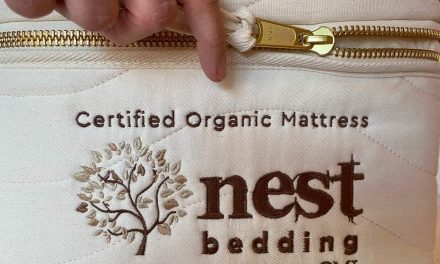 Certified Organic Mattress
nest
bedding